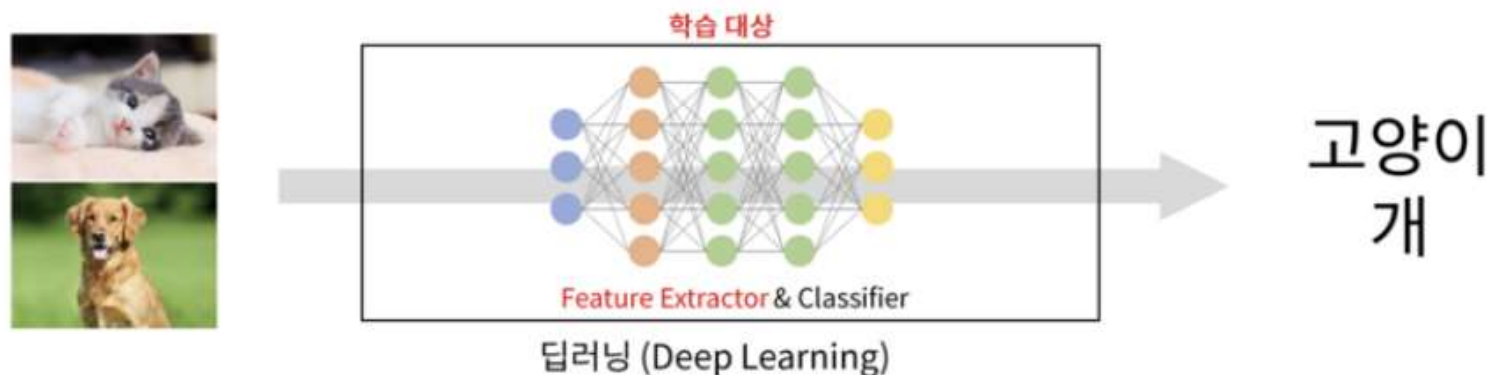 학습 대상
고양이
개
Feature Extractor & Classifier
딥러닝 (Deep Learning)